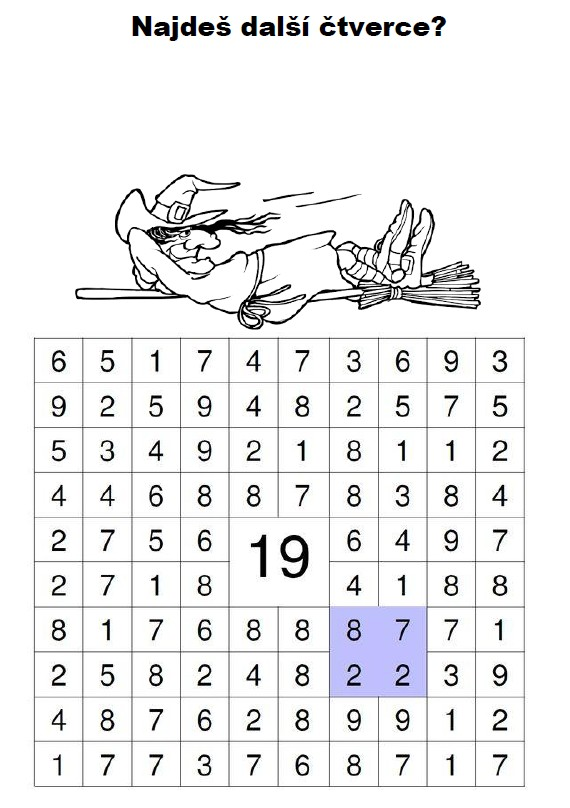 Najdeš další čtverce?
6 5 1 7 4 7 3 6 9 3
9 2 5 9 4 8 2 5 7 5
5 3 4 9 2 1 8 1 1 2
4 4 6 8 8 7 8 3 8 4
2 7 5 6 19 6 4 9 7
2 7 1 8 4 1 8 8
8 1 7 6 8 8 8 7 7 1
2 5 8 2 4 8 2 2 3 9
4 8 7 6 2 8 9 9 1 2
1 7 7 3 7 6 8 7 1 7